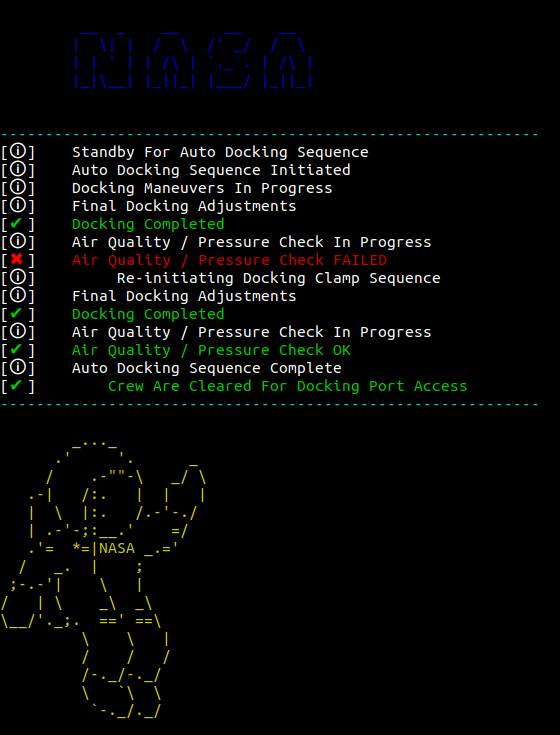 NASA
[ⓘ] Standby For Auto Docking Sequence
[ⓘ] Auto Docking Sequence Initiated
[ⓘ] Docking Maneuvers In Progress
[ⓘ] Final Docking Adjustments
[✔] Docking Completed
[ⓘ] Air Quality / Pressure Check In Progress
[✖] Air Quality / Pressure Check FAILED
[ⓘ] Re-initiating Docking Clamp Sequence
[ⓘ] Final Docking Adjustments
[✔] Docking Completed
[ⓘ] Air Quality / Pressure Check In Progress
[✔] Air Quality / Pressure Check OK
[ⓘ] Auto Docking Sequence Complete
[✔] Crew Are Cleared For Docking Port Access
NASA